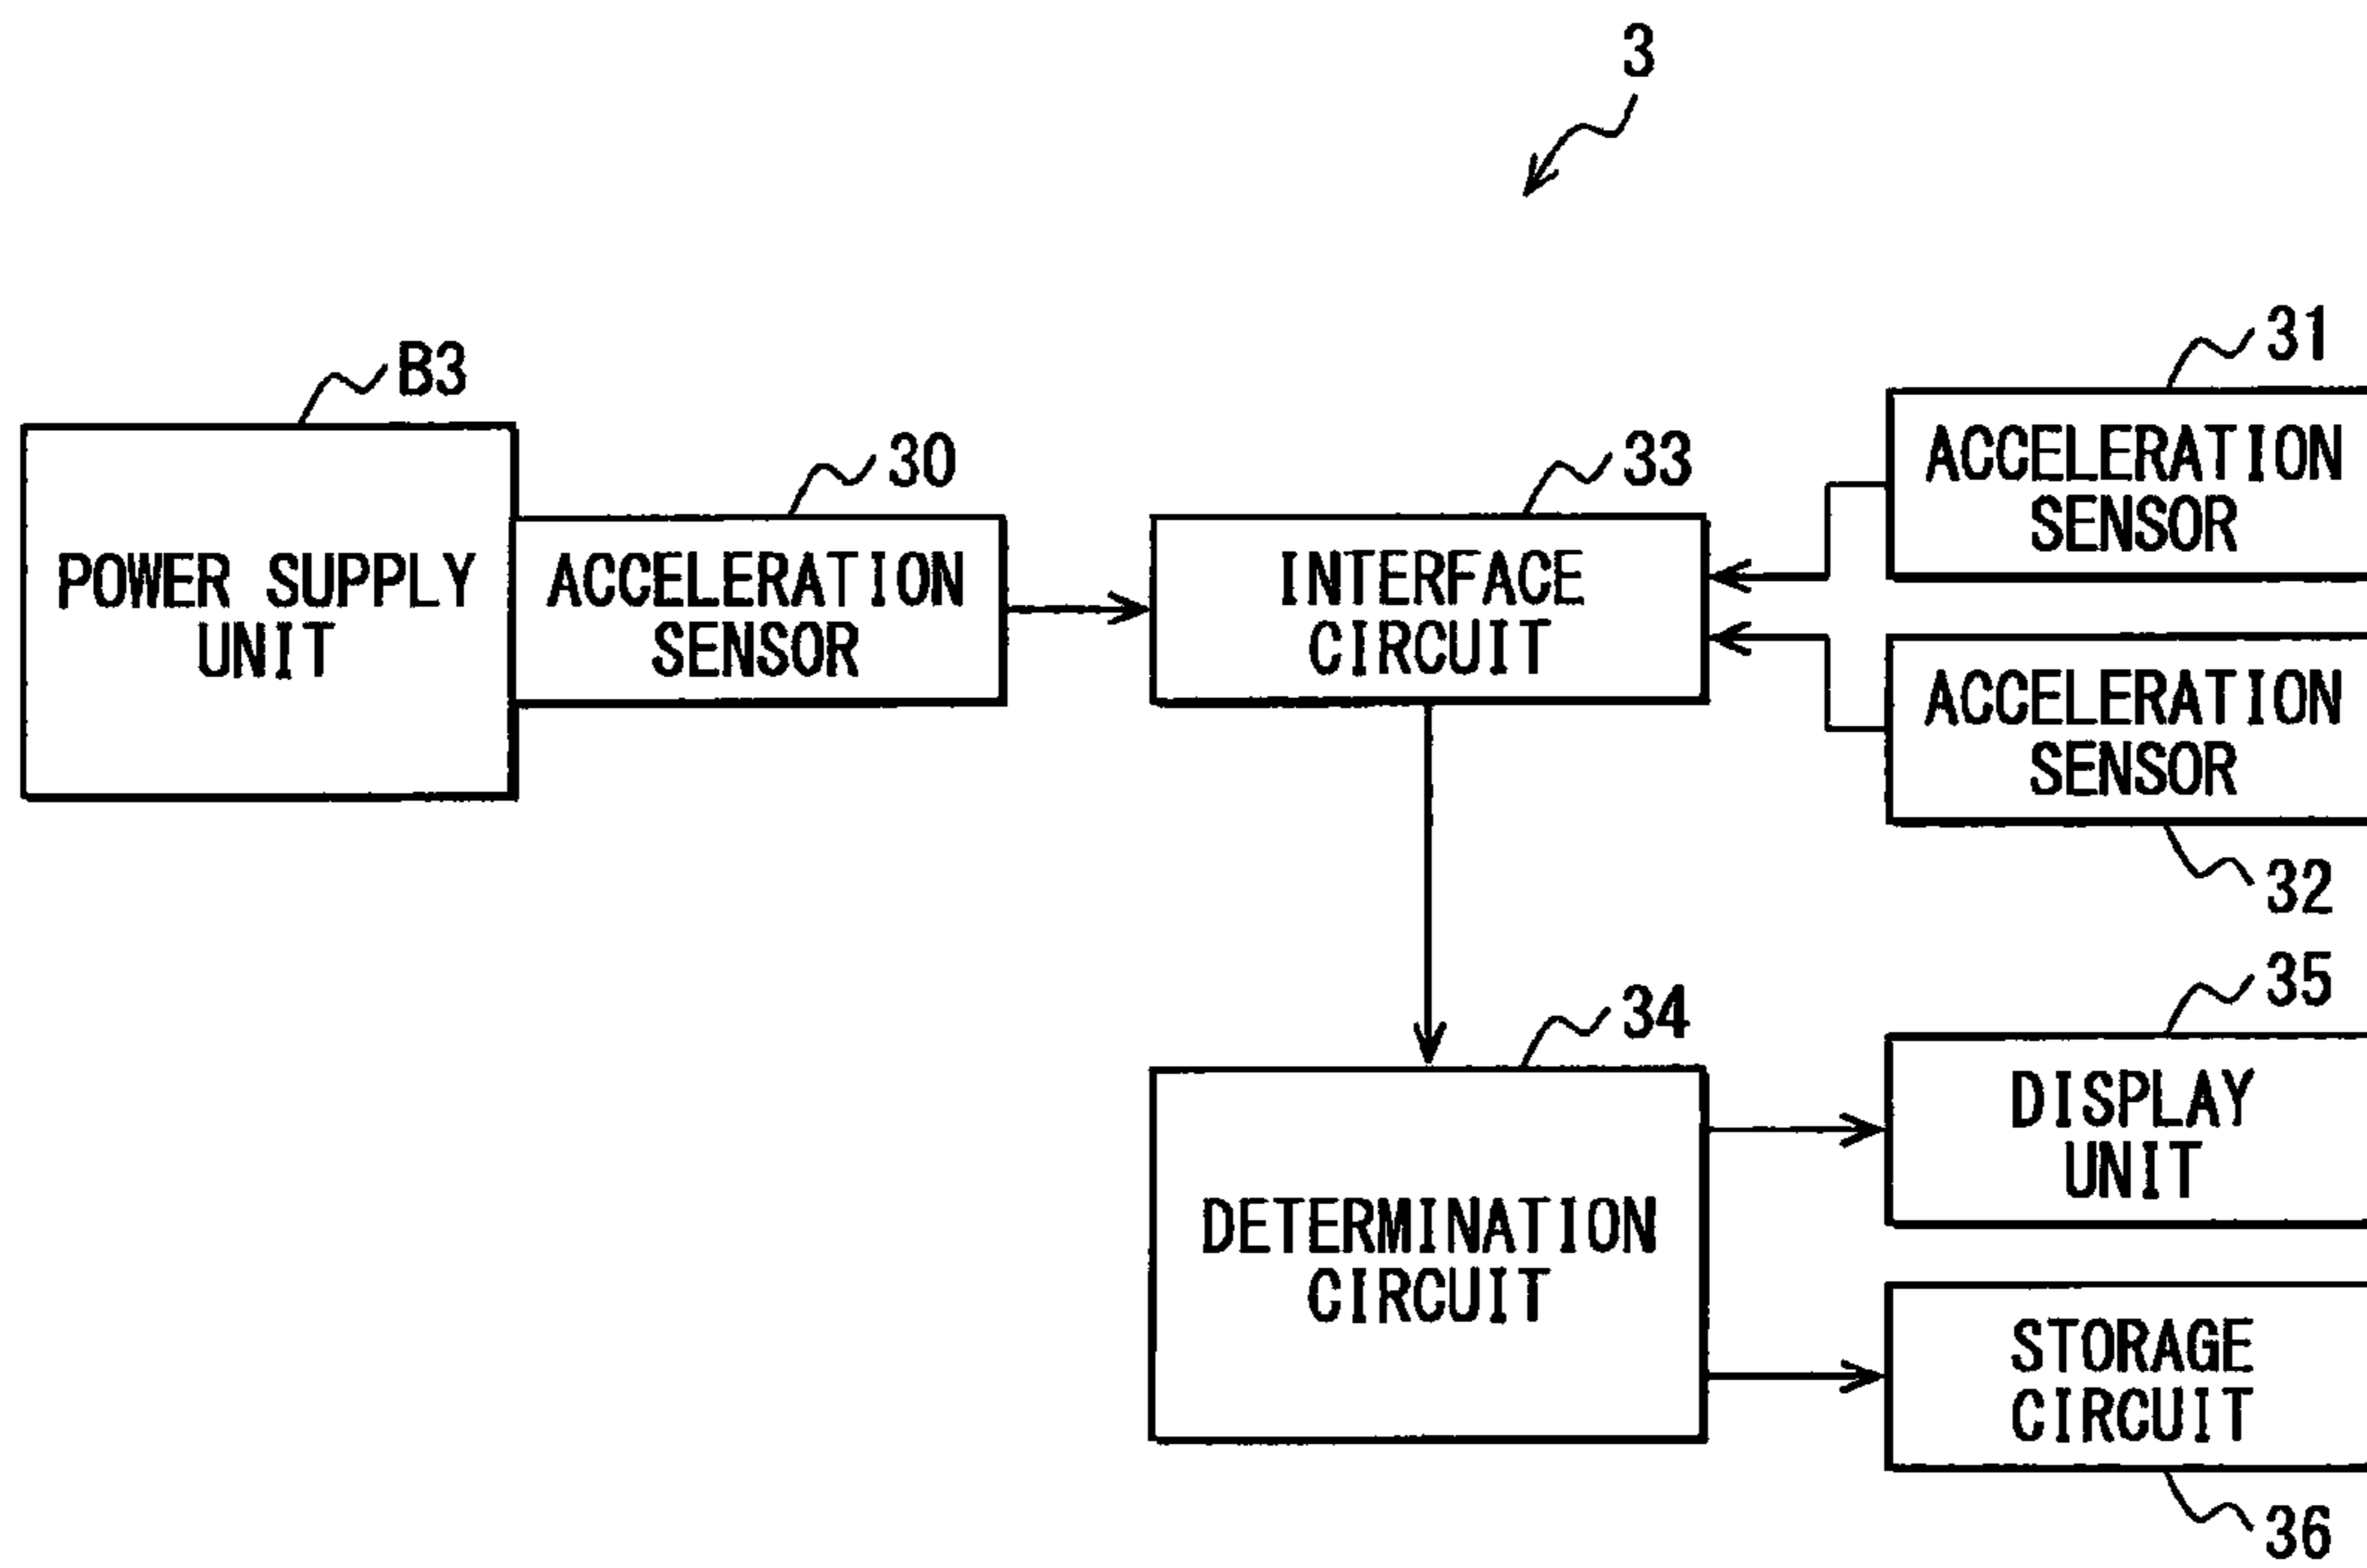 3
B3
POWER SUPPLY
UNIT
30
ACCELERATION
SENSOR
33
INTERFACE
CIRCUIT
31
ACCELERATION
SENSOR
ACCELERATION
SENSOR
32
34
DETERMINATION
CIRCUIT
35
DISPLAY
UNIT
STORAGE
CIRCUIT
36